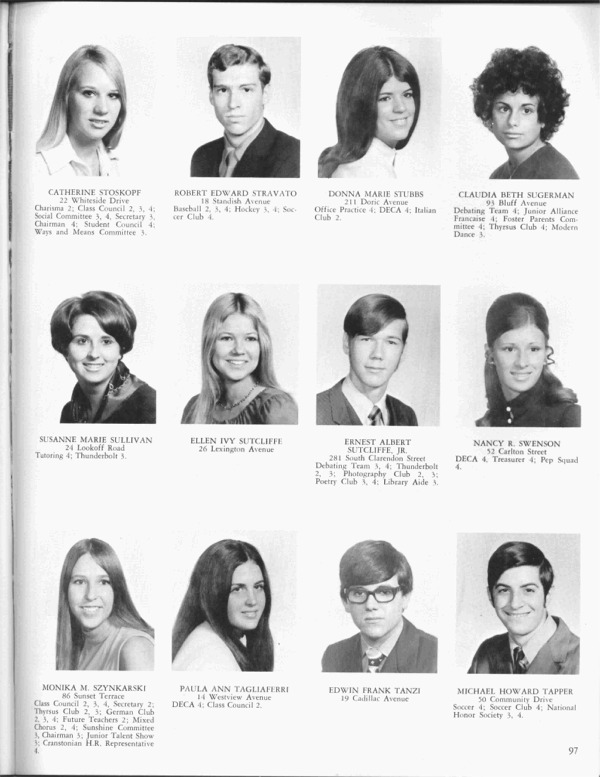 CATHERINE STOSKOPF
22 Whiteside Drive
Charisma 2; Class Council 2, 3, 4;
Social Committee 3, 4, Secretary 3,
Chairman 4; Student Council 4;
Ways and Means Committee 3.
ROBERT EDWARD STRAVATO
18 Standish Avenue
Baseball 2, 3, 4; Hockey 3, 4; Soc-
cer Club 4.
DONNA MARIE STUBBS
211 Doric Avenue
Office Practice 4; DECA 4; Italian
Club 2.
CLAUDIA BETH SUGERMAN
93 Bluff Avenue
Debating Team 4; Junior Alliance
Francaise 4; Foster Parents Com-
mittee 4; Thyrsus Club 4; Modern
Dance 3.
SUSANNE MARIE SULLIVAN
24 Lookoff Road
Tutoring 4; Thunderbolt 3.
ELLEN IVY SUTCLIFFE
26 Lexington Avenue
ERNEST ALBERT
SUTCLIFFE, JR.
281 South Clarendon Street
Debating Team 3, 4; Thunderbolt
2, 3; Photography Club 2, 3;
Poetry Club 3, 4; Library Aide 3.
NANCY R. SWENSON
52 Carlton Street
DECA 4, Treasurer 4; Pep Squad
4.
MONIKA M. SZYNKARSKI
86 Sunset Terrace
Class Council 2, 3, 4, Secretary 2;
Thyrsus Club 2, 3; German Club
2, 3, 4; Future Teachers 2; Mixed
Chorus 2, 4; Sunshine Committee
3, Chairman 3; Junior Talent Show
3; Cranstonian H.R. Representative
4.
PAULA ANN TAGLIAFERRI
14 Westview Avenue
DECA 4; Class Council 2.
EDWIN FRANK TANZI
19 Cadillac Avenue
MICHAEL HOWARD TAPPER
50 Community Drive
Soccer 4; Soccer Club 4; National
Honor Society 3, 4.
97